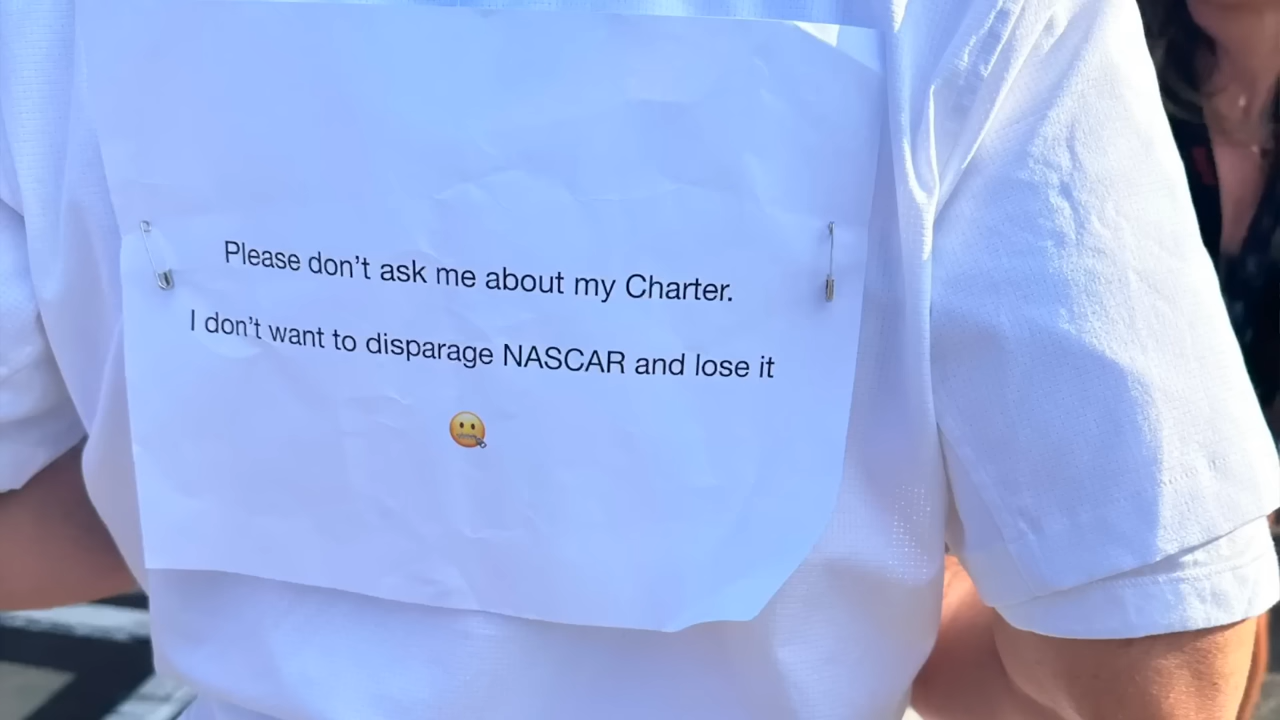 Please don’t ask me about my Charter.
I don’t want to disparage NASCAR and lose it
🤐